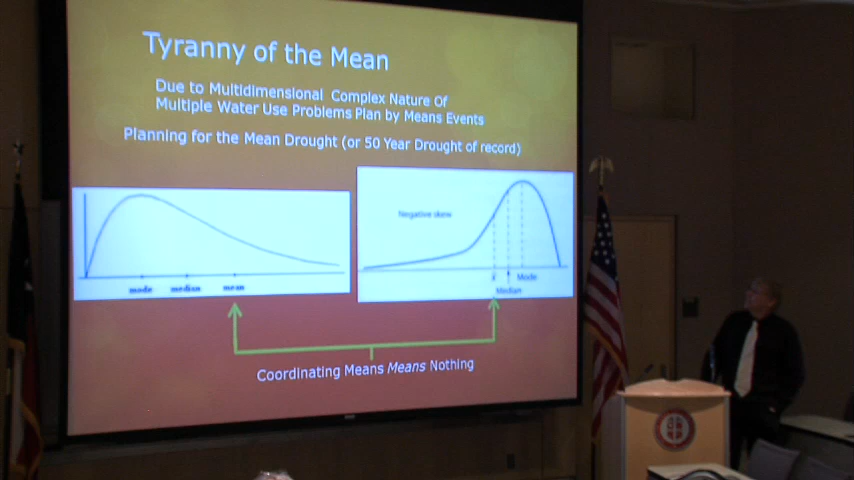 Tyranny of the Mean
Due to Multidimensional Complex Nature Of
Multiple Water Use Problems Plan by Means Events
Planning for the Mean Drought (or 50 Year Drought of record)
mode median mean
Negative skew
Mode
Median
Coordinating Means Means Nothing